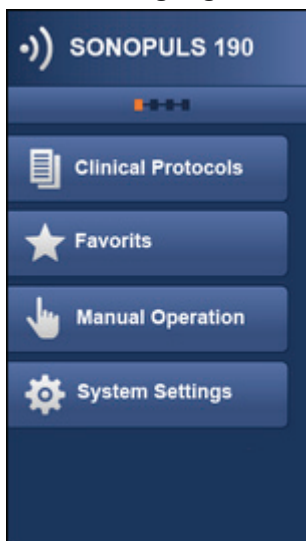 SONOPULS 190
Clinical Protocols
Favorits
Manual Operation
System Settings